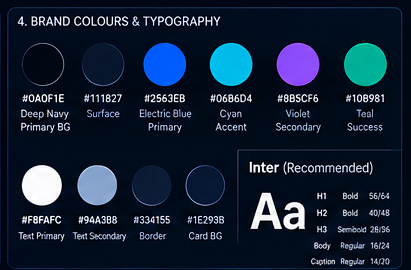 4. BRAND COLOURS & TYPOGRAPHY
#0A0F1E #111827 #2563EB #06B6D4 #8B5CF6 #10B981
Deep Navy Surface Electric Blue Cyan Violet Teal
Primary BG Primary Accent Secondary Success
#F8FAFC #94A3B8 #334155 #1E293B
Text Primary Text Secondary Border Card BG
Inter (Recommended)
Aa
H1 Bold 56/64
H2 Bold 40/48
H3 Semibold 28/36
Body Regular 16/24
Caption Regular 14/20